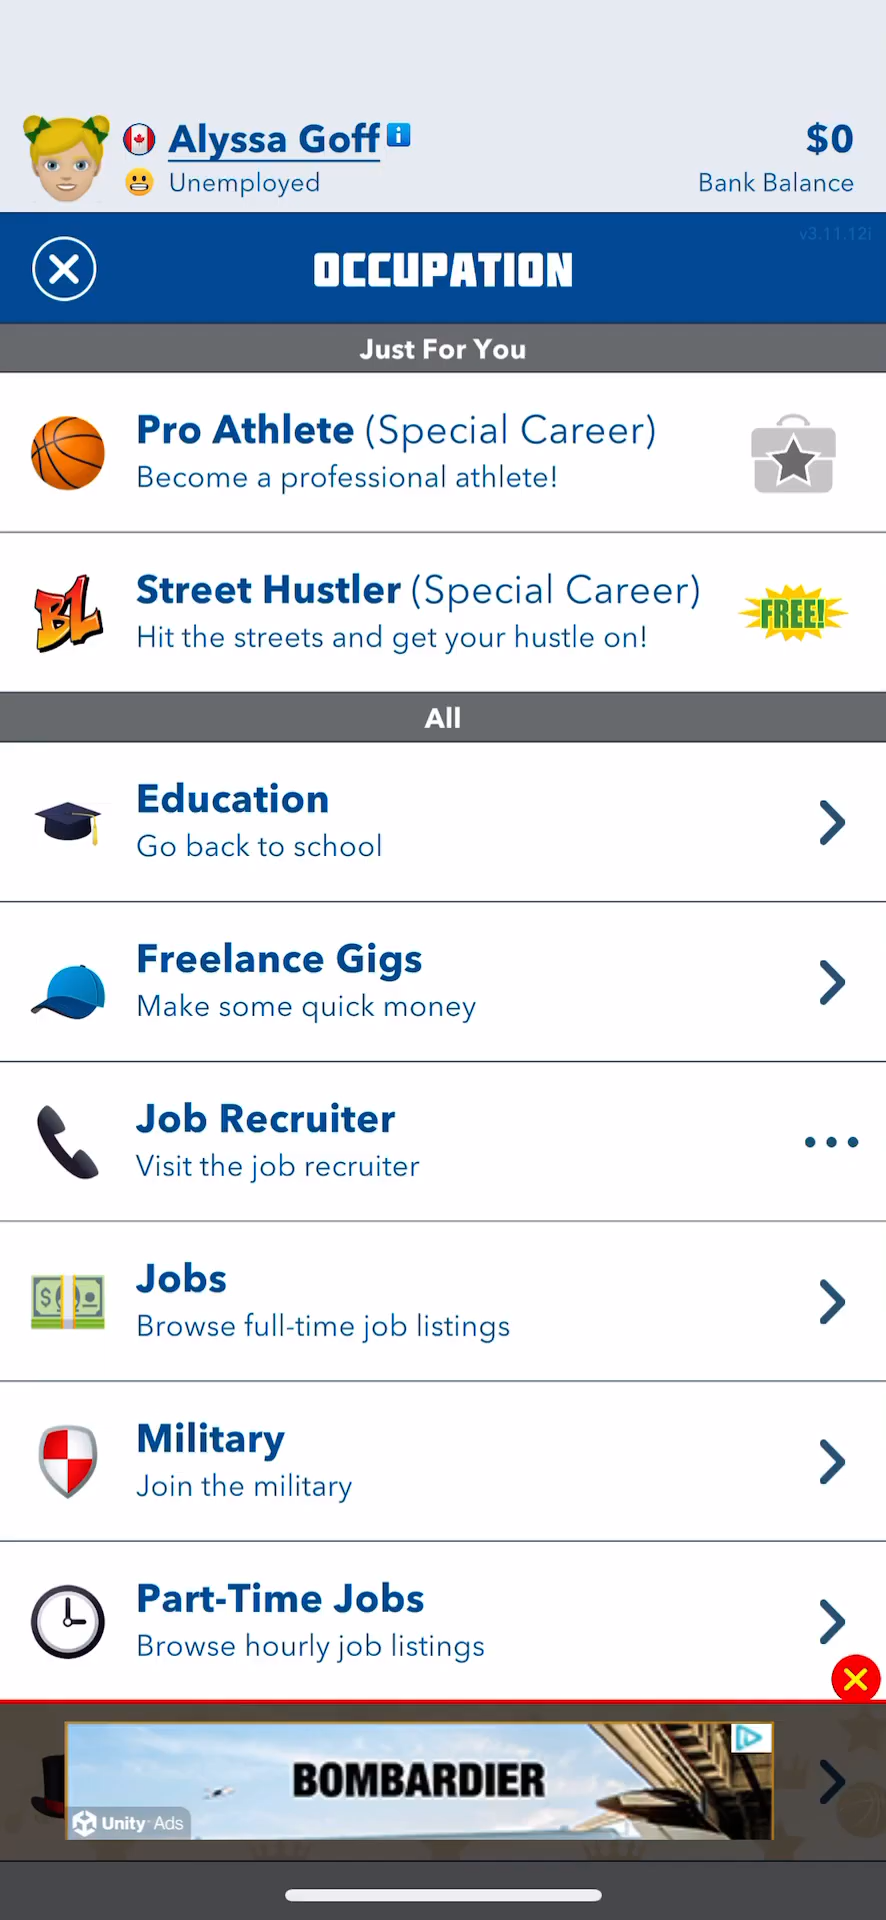 Alyssa Goff
$0
Unemployed
Bank Balance
v3.11.12i
OCCUPATION
Just For You
Pro Athlete (Special Career)
Become a professional athlete!
BL
Street Hustler (Special Career)
Hit the streets and get your hustle on!
FREE!
All
Education
Go back to school
Freelance Gigs
Make some quick money
Job Recruiter
Visit the job recruiter
Jobs
Browse full-time job listings
Military
Join the military
Part-Time Jobs
Browse hourly job listings
BOMBARDIER
Unity Ads